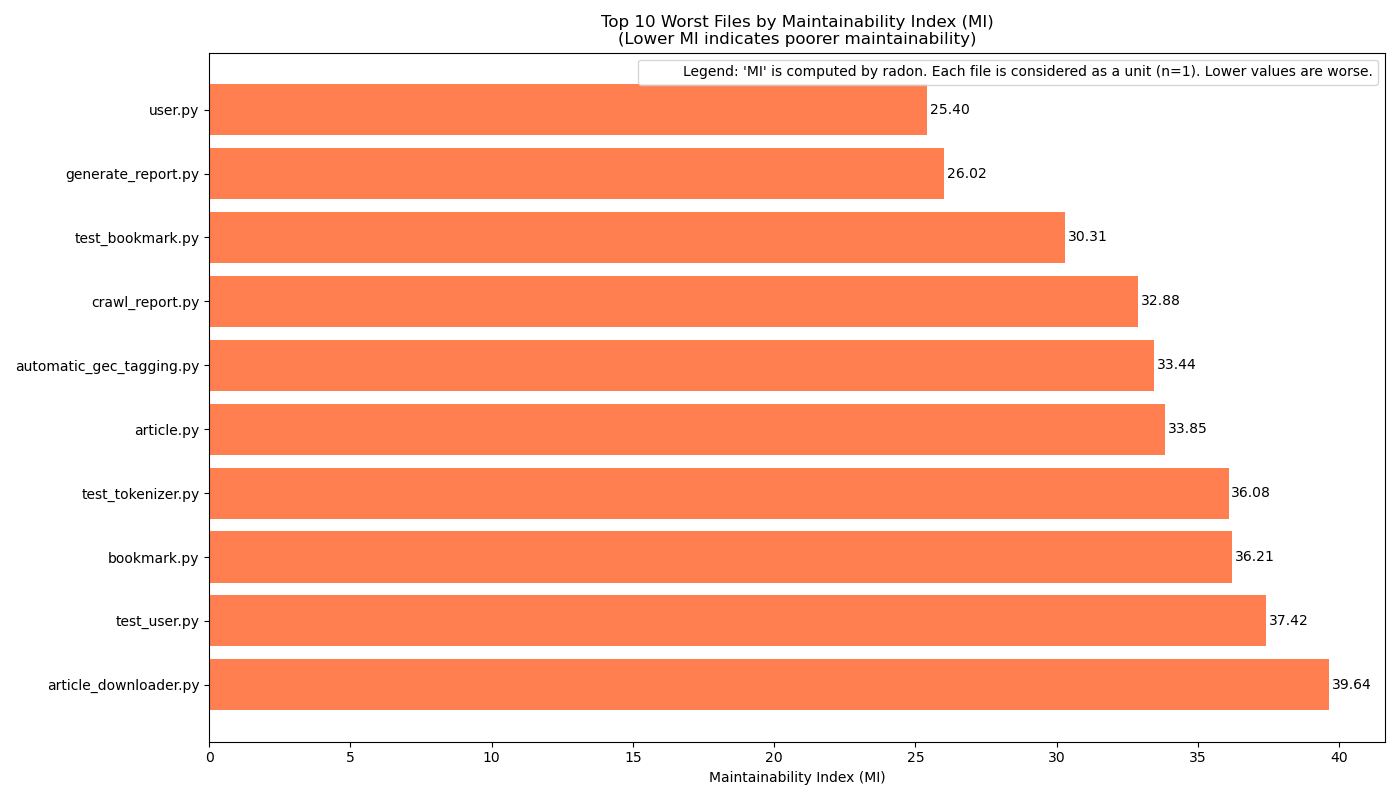 Top 10 Worst Files by Maintainability Index (MI)
(Lower MI indicates poorer maintainability)
Legend: 'MI' is computed by radon. Each file is considered as a unit (n=1). Lower values are worse.
user.py 25.40
generate_report.py 26.02
test_bookmark.py 30.31
crawl_report.py 32.88
automatic_gec_tagging.py 33.44
article.py 33.85
test_tokenizer.py 36.08
bookmark.py 36.21
test_user.py 37.42
article_downloader.py 39.64
0 5 10 15 20 25 30 35 40
Maintainability Index (MI)